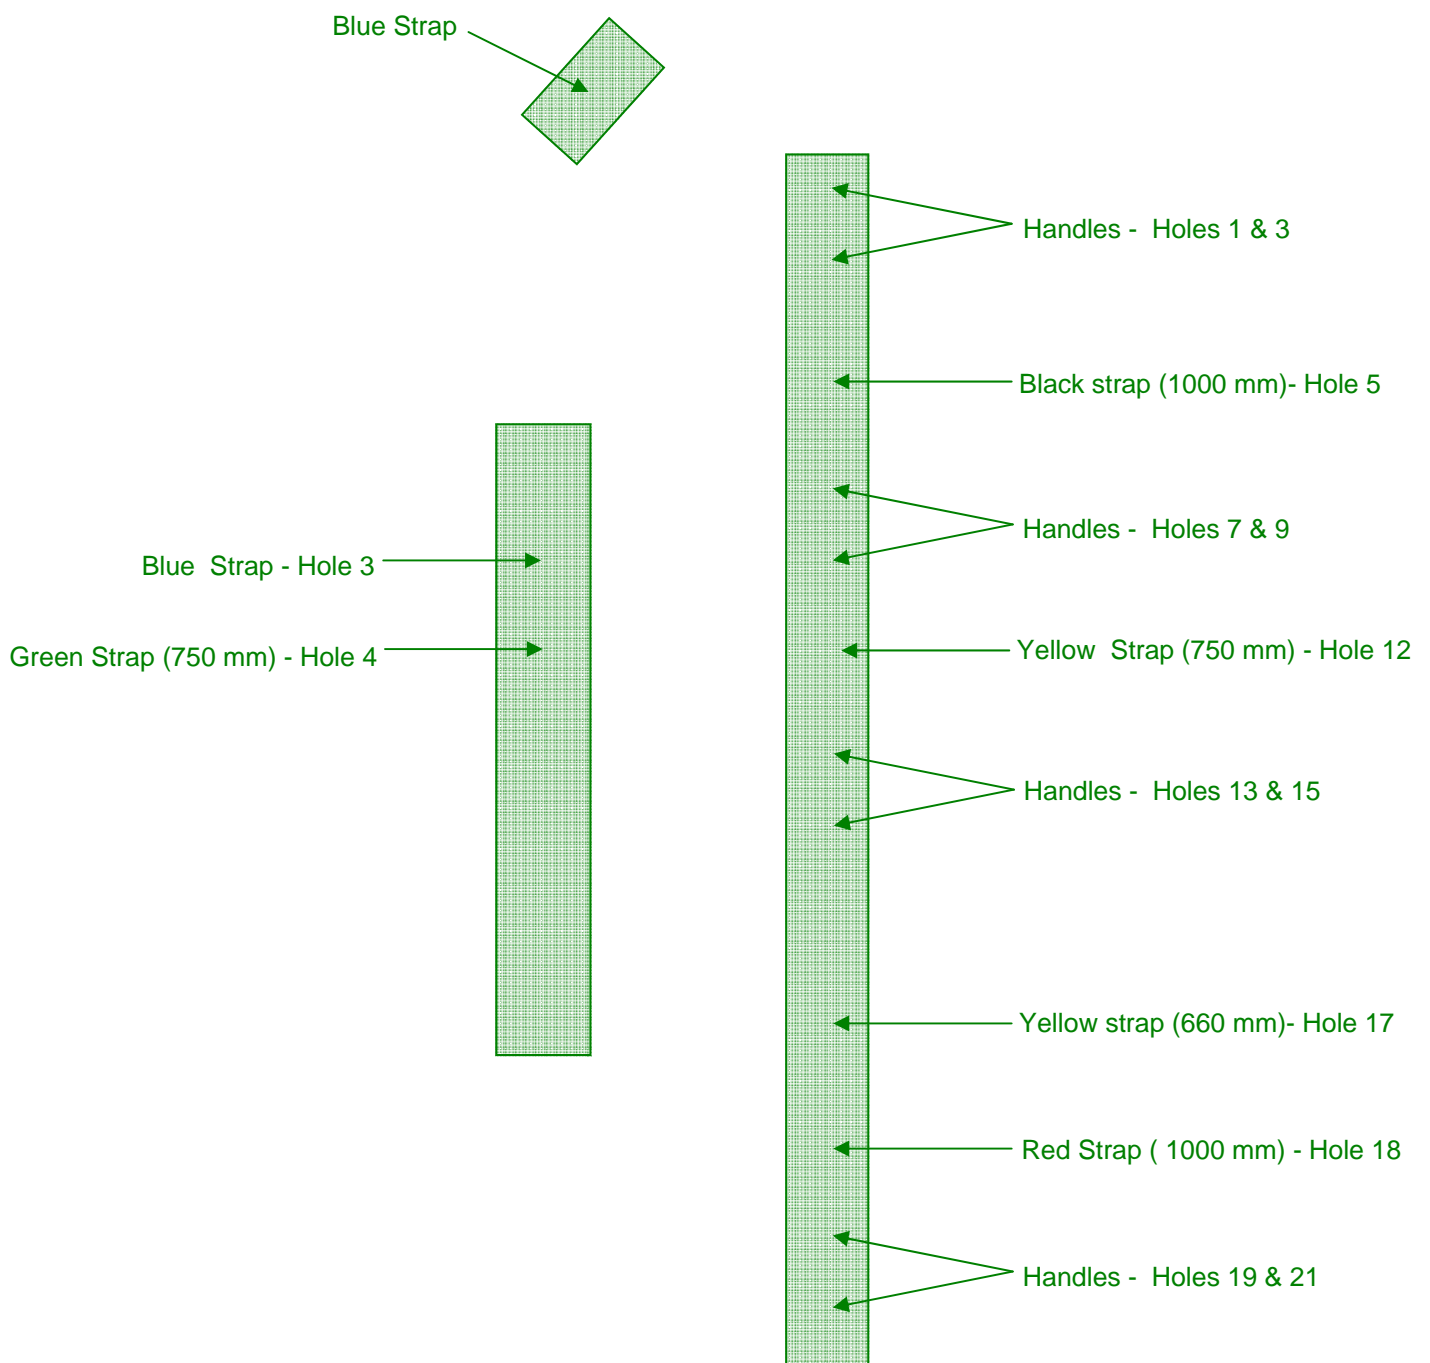 Blue Strap
Handles - Holes 1 & 3
Black strap (1000 mm)- Hole 5
Handles - Holes 7 & 9
Blue Strap - Hole 3
Green Strap (750 mm) - Hole 4
Yellow Strap (750 mm) - Hole 12
Handles - Holes 13 & 15
Yellow strap (660 mm)- Hole 17
Red Strap ( 1000 mm) - Hole 18
Handles - Holes 19 & 21